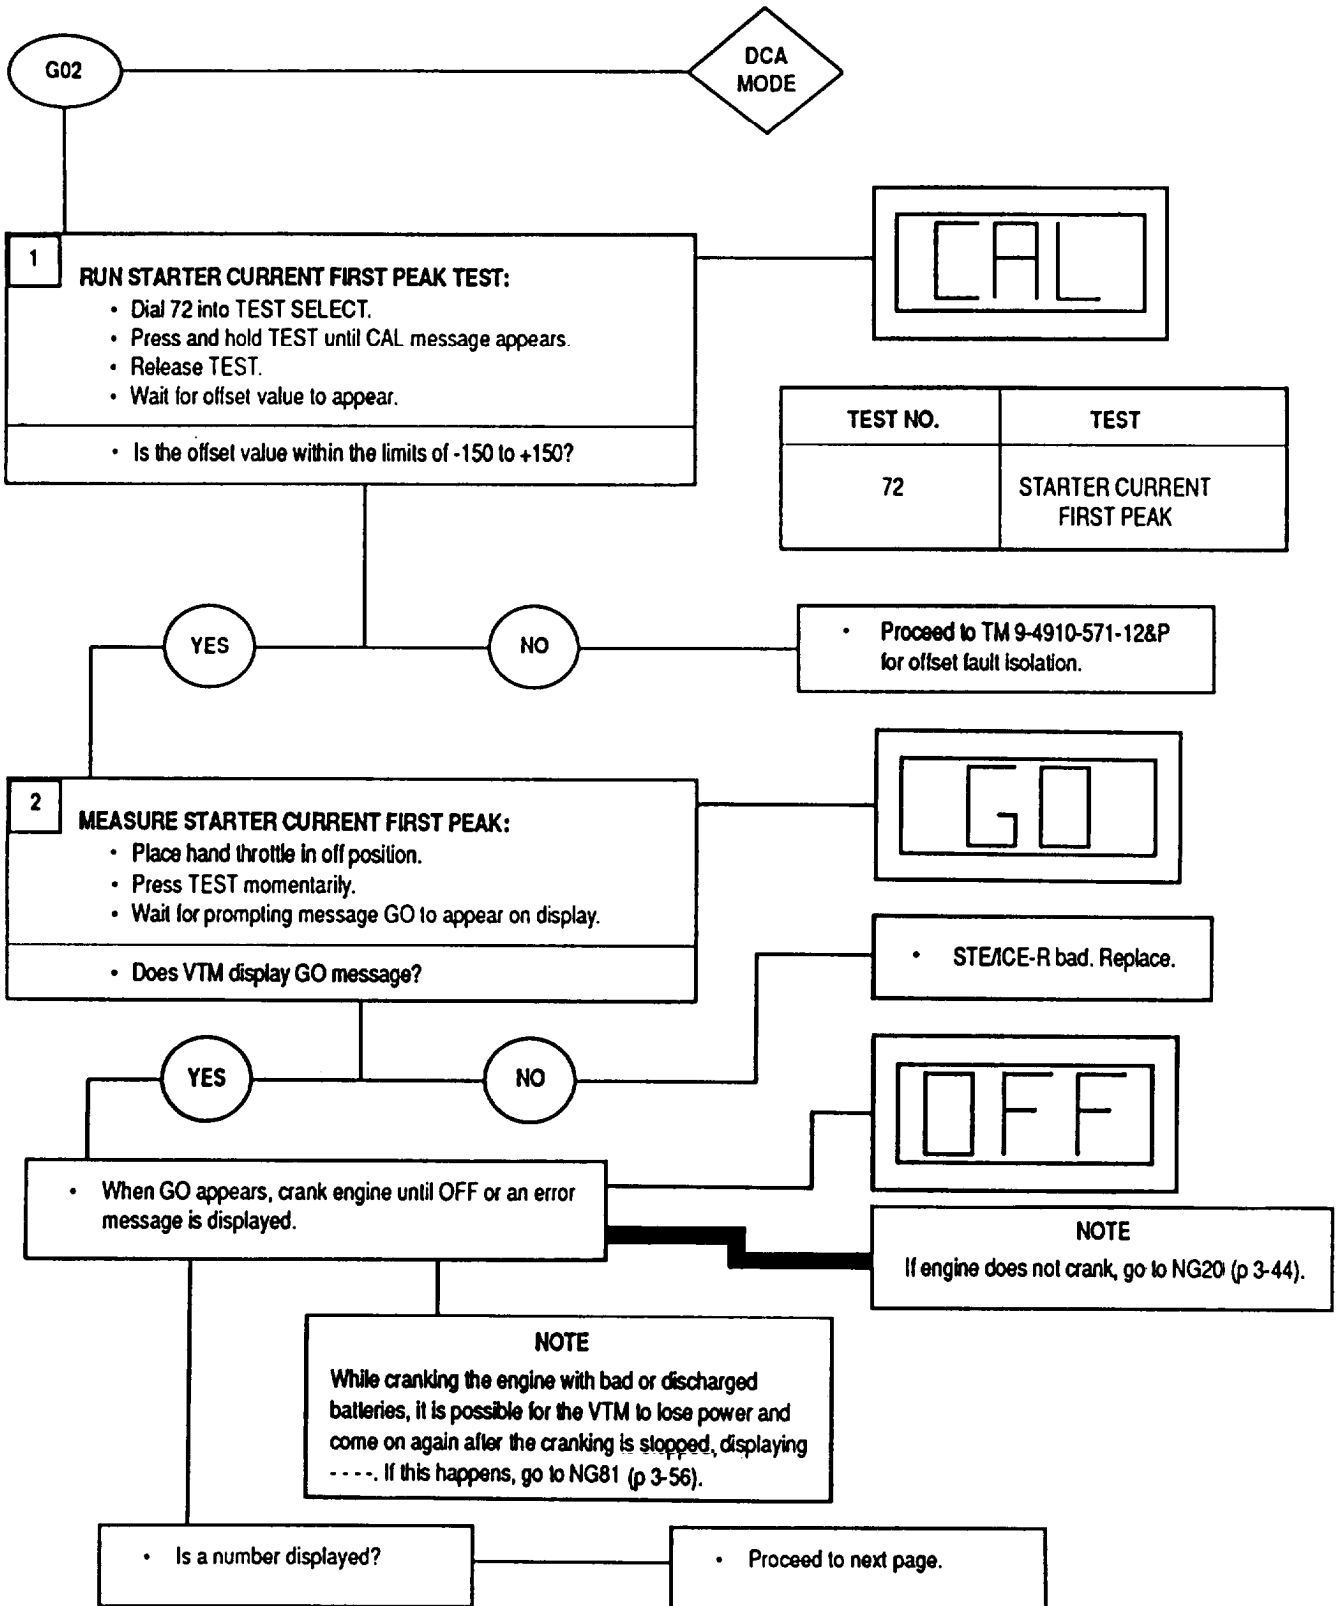 G02
DCA
MODE
1
RUN STARTER CURRENT FIRST PEAK TEST:
• Dial 72 into TEST SELECT.
• Press and hold TEST until CAL message appears.
• Release TEST.
• Wait for offset value to appear.
• Is the offset value within the limits of -150 to +150?
CAL
TEST NO.
TEST
72
STARTER CURRENT
FIRST PEAK
YES
NO
• Proceed to TM 9-4910-571-12&P
for offset fault isolation.
2
MEASURE STARTER CURRENT FIRST PEAK:
• Place hand throttle in off position.
• Press TEST momentarily.
• Wait for prompting message GO to appear on display.
• Does VTM display GO message?
GO
• STE/ICE-R bad. Replace.
YES
NO
OFF
• When GO appears, crank engine until OFF or an error
message is displayed.
NOTE
If engine does not crank, go to NG20 (p 3-44).
NOTE
While cranking the engine with bad or discharged
batteries, it is possible for the VTM to lose power and
come on again after the cranking is stopped, displaying
- - - -. If this happens, go to NG81 (p 3-56).
• Is a number displayed?
• Proceed to next page.